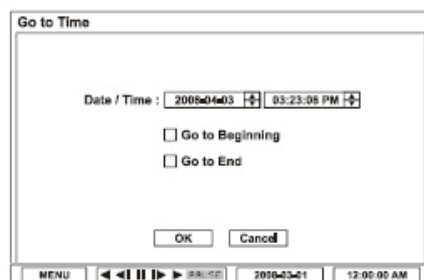 Go to Time
Date / Time : 2008-04-03 03:23:08 PM
Go to Beginning
Go to End
OK Cancel
MENU PAUSE 2008-03-01 12:00:00 AM